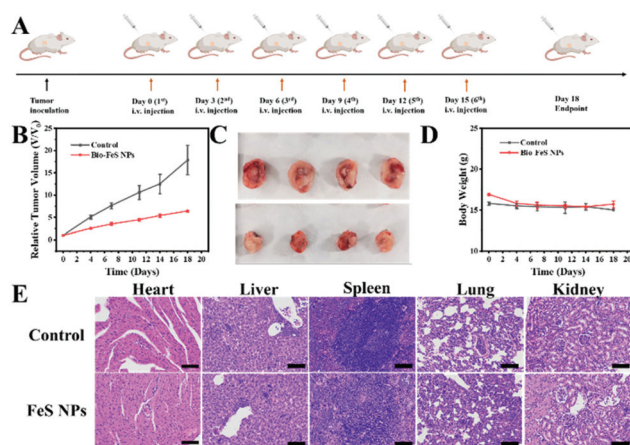 A
Tumor inoculation
Day 0 (1st) i.v. injection
Day 3 (2nd) i.v. injection
Day 6 (3rd) i.v. injection
Day 9 (4th) i.v. injection
Day 12 (5th) i.v. injection
Day 15 (6th) i.v. injection
Day 18 Endpoint
B
Relative Tumor Volume (V/V0)
25
20
15
10
5
0
Control
Bio-FeS NPs
0 2 4 6 8 10 12 14 16 18 20
Time (Days)
C
D
Body Weight (g)
25
20
15
10
Control
Bio-FeS NPs
0 2 4 6 8 10 12 14 16 18 20
Time (Days)
E
Heart Liver Spleen Lung Kidney
Control
FeS NPs